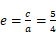 e = c/a = 5/4